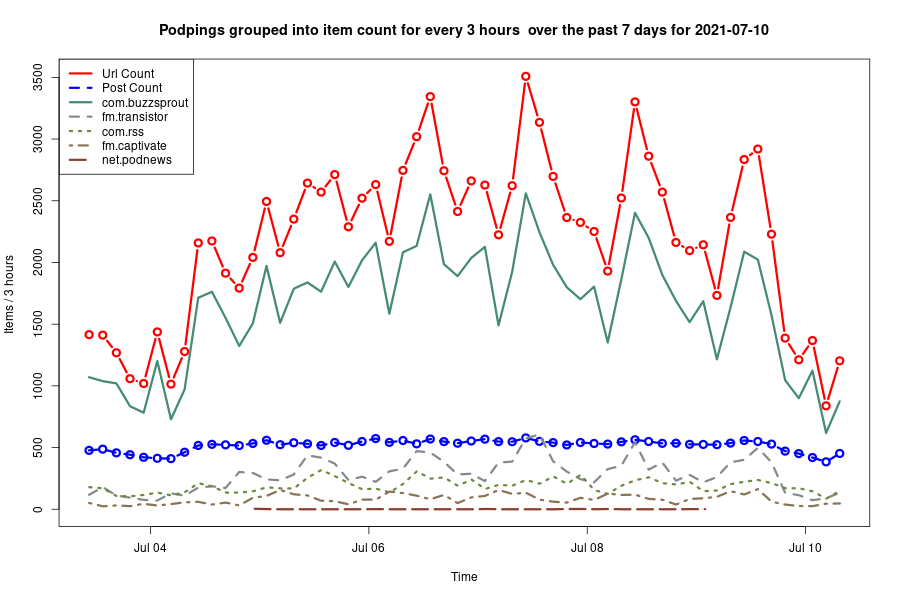 Podpings grouped into item count for every 3 hours  over the past 7 days for 2021-07-10
Url Count
Post Count
com.buzzsprout
fm.transistor
com.rss
fm.captivate
net.podnews
3500
3000
2500
2000
1500
1000
500
0
Items / 3 hours
Jul 04
Jul 06
Jul 08
Jul 10
Time